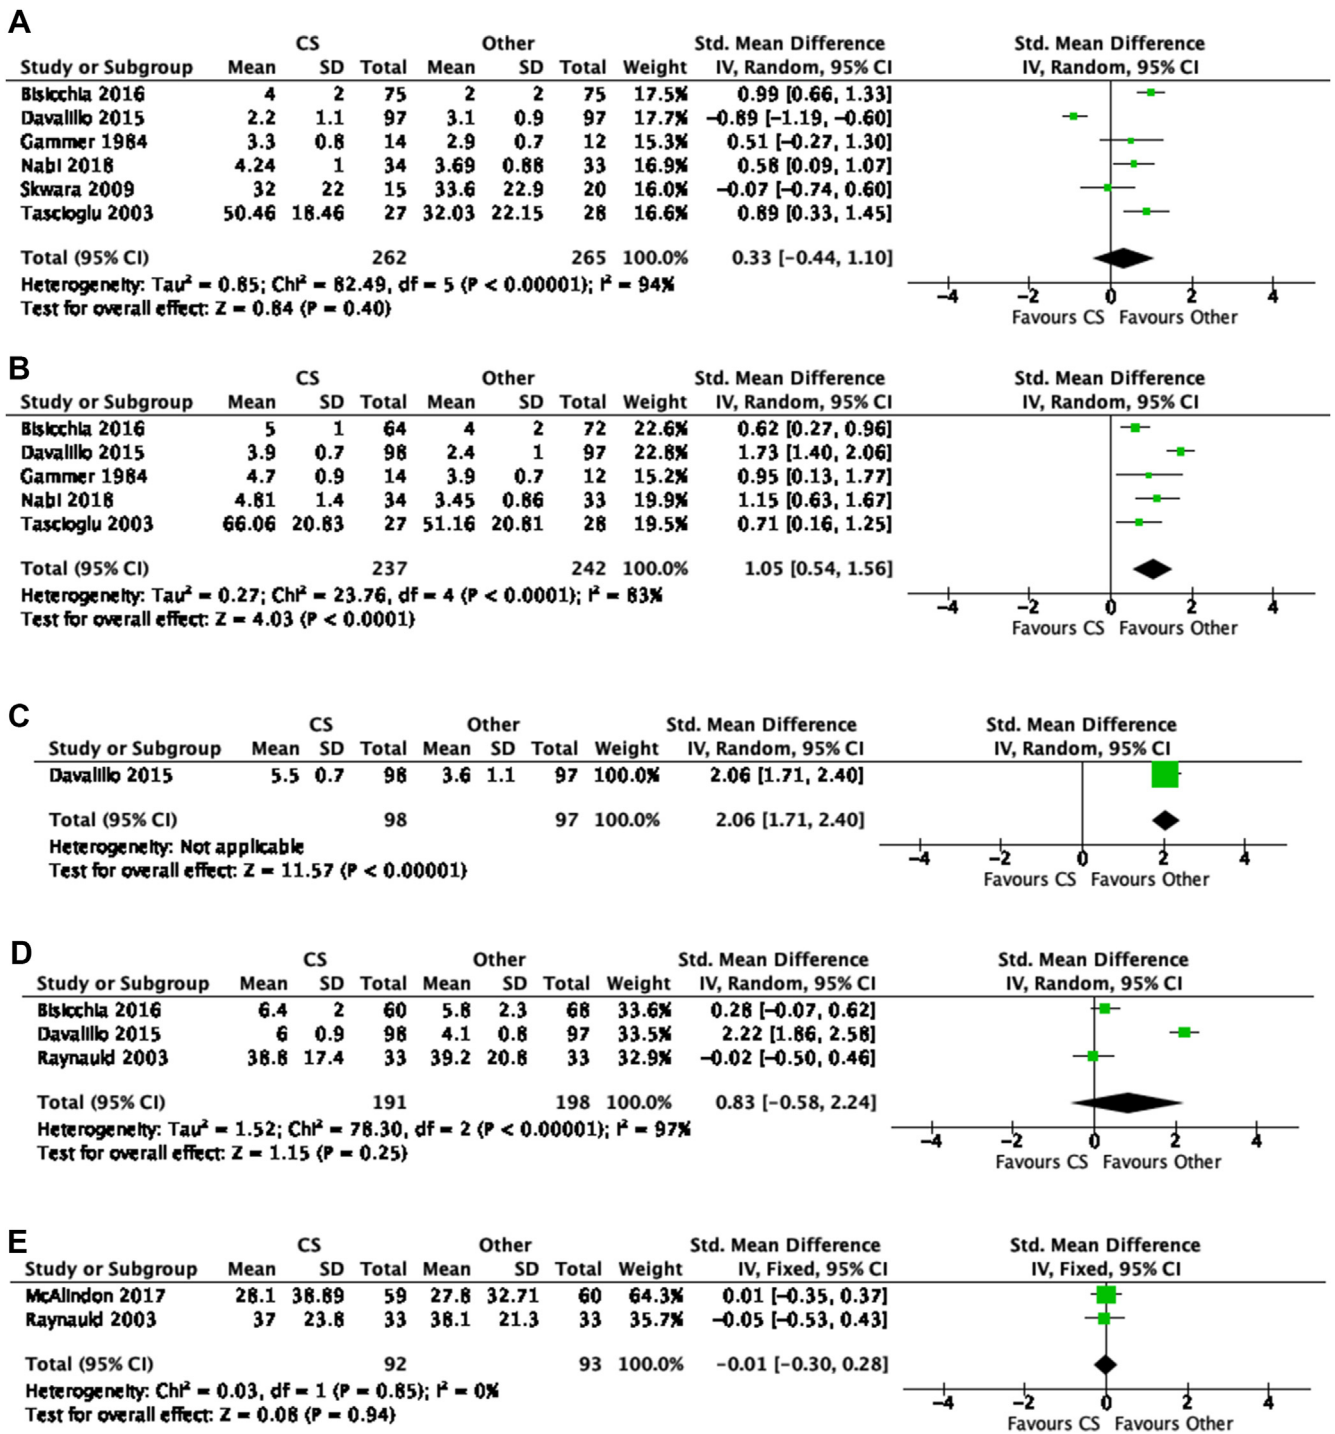 A
CS Other Std. Mean Difference Std. Mean Difference
Study or Subgroup Mean SD Total Mean SD Total Weight IV, Random, 95% CI IV, Random, 95% CI
Bisicchia 2016 4 2 75 2 2 75 17.5% 0.99 [0.66, 1.33]
Davalillo 2015 2.2 1.1 97 3.1 0.9 97 17.7% −0.89 [−1.19, −0.60]
Gammer 1984 3.3 0.8 14 2.9 0.7 12 15.3% 0.51 [−0.27, 1.30]
Nabi 2018 4.24 1 34 3.69 0.88 33 16.9% 0.58 [0.09, 1.07]
Skwara 2009 32 22 15 33.6 22.9 20 16.0% −0.07 [−0.74, 0.60]
Tascioglu 2003 50.46 18.46 27 32.03 22.15 28 16.6% 0.89 [0.33, 1.45]
Total (95% CI) 262 265 100.0% 0.33 [−0.44, 1.10]
Heterogeneity: Tau² = 0.85; Chi² = 82.49, df = 5 (P < 0.00001); I² = 94%
Test for overall effect: Z = 0.84 (P = 0.40)
−4 −2 0 2 4
Favours CS Favours Other
B
CS Other Std. Mean Difference Std. Mean Difference
Study or Subgroup Mean SD Total Mean SD Total Weight IV, Random, 95% CI IV, Random, 95% CI
Bisicchia 2016 5 1 64 4 2 72 22.6% 0.62 [0.27, 0.96]
Davalillo 2015 3.9 0.7 98 2.4 1 97 22.8% 1.73 [1.40, 2.06]
Gammer 1984 4.7 0.9 14 3.9 0.7 12 15.2% 0.95 [0.13, 1.77]
Nabi 2018 4.81 1.4 34 3.45 0.86 33 19.9% 1.15 [0.63, 1.67]
Tascioglu 2003 66.06 20.83 27 51.16 20.81 28 19.5% 0.71 [0.16, 1.25]
Total (95% CI) 237 242 100.0% 1.05 [0.54, 1.56]
Heterogeneity: Tau² = 0.27; Chi² = 23.76, df = 4 (P < 0.0001); I² = 83%
Test for overall effect: Z = 4.03 (P < 0.0001)
−4 −2 0 2 4
Favours CS Favours Other
C
CS Other Std. Mean Difference Std. Mean Difference
Study or Subgroup Mean SD Total Mean SD Total Weight IV, Random, 95% CI IV, Random, 95% CI
Davalillo 2015 5.5 0.7 98 3.6 1.1 97 100.0% 2.06 [1.71, 2.40]
Total (95% CI) 98 97 100.0% 2.06 [1.71, 2.40]
Heterogeneity: Not applicable
Test for overall effect: Z = 11.57 (P < 0.00001)
−4 −2 0 2 4
Favours CS Favours Other
D
CS Other Std. Mean Difference Std. Mean Difference
Study or Subgroup Mean SD Total Mean SD Total Weight IV, Random, 95% CI IV, Random, 95% CI
Bisicchia 2016 6.4 2 60 5.8 2.3 68 33.6% 0.28 [−0.07, 0.62]
Davalillo 2015 6 0.9 98 4.1 0.8 97 33.5% 2.22 [1.86, 2.58]
Raynauld 2003 38.8 17.4 33 39.2 20.8 33 32.9% −0.02 [−0.50, 0.46]
Total (95% CI) 191 198 100.0% 0.83 [−0.58, 2.24]
Heterogeneity: Tau² = 1.52; Chi² = 78.30, df = 2 (P < 0.00001); I² = 97%
Test for overall effect: Z = 1.15 (P = 0.25)
−4 −2 0 2 4
Favours CS Favours Other
E
CS Other Std. Mean Difference Std. Mean Difference
Study or Subgroup Mean SD Total Mean SD Total Weight IV, Fixed, 95% CI IV, Fixed, 95% CI
McAlindon 2017 28.1 38.89 59 27.8 32.71 60 64.3% 0.01 [−0.35, 0.37]
Raynauld 2003 37 23.8 33 38.1 21.3 33 35.7% −0.05 [−0.53, 0.43]
Total (95% CI) 92 93 100.0% −0.01 [−0.30, 0.28]
Heterogeneity: Chi² = 0.03, df = 1 (P = 0.85); I² = 0%
Test for overall effect: Z = 0.08 (P = 0.94)
−4 −2 0 2 4
Favours CS Favours Other